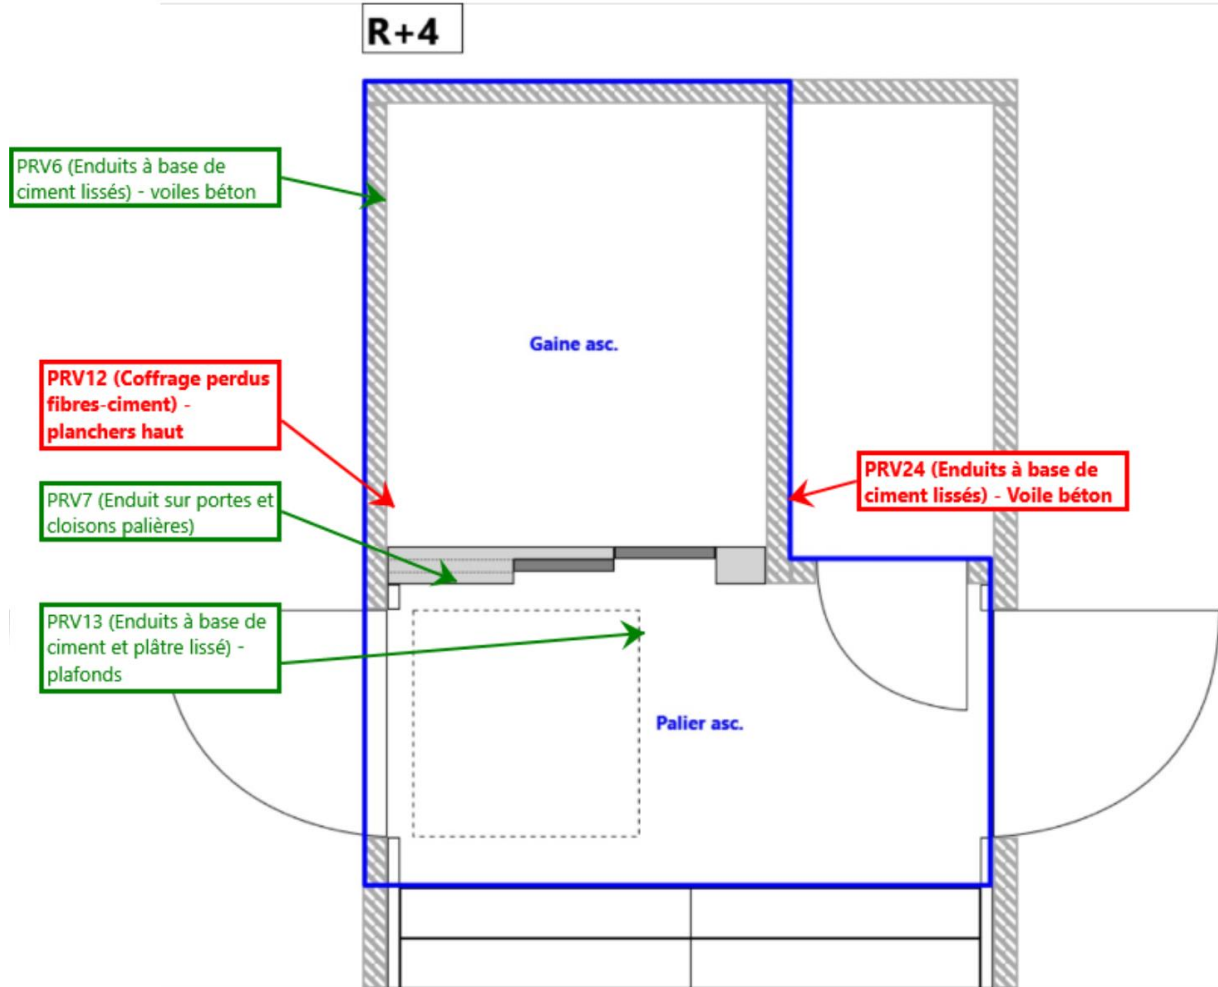 R+4
PRV6 (Enduits à base de
ciment lissés) - voiles béton
Gaine asc.
PRV12 (Coffrage perdus
fibres-ciment) -
planchers haut
PRV24 (Enduits à base de
ciment lissés) - Voile béton
PRV7 (Enduit sur portes et
cloisons palières)
PRV13 (Enduits à base de
ciment et plâtre lissé) -
plafonds
Palier asc.